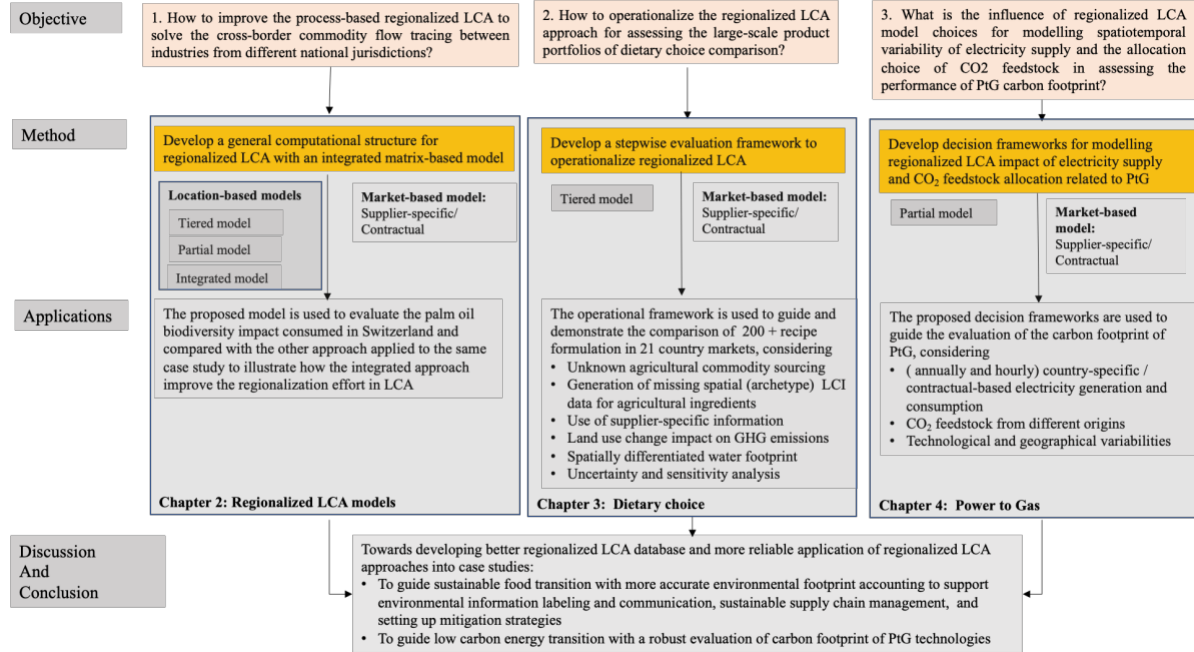 Objective
1. How to improve the process-based regionalized LCA to
solve the cross-border commodity flow tracing between
industries from different national jurisdictions?
2. How to operationalize the regionalized LCA
approach for assessing the large-scale product
portfolios of dietary choice comparison?
3. What is the influence of regionalized LCA
model choices for modelling spatiotemporal
variability of electricity supply and the allocation
choice of CO2 feedstock in assessing the
performance of PtG carbon footprint?
Method
Develop a general computational structure for
regionalized LCA with an integrated matrix-based model
Location-based models
Tiered model
Partial model
Integrated model
Market-based model:
Supplier-specific/
Contractual
Develop a stepwise evaluation framework to
operationalize regionalized LCA
Tiered model
Market-based model:
Supplier-specific/
Contractual
Develop decision frameworks for modelling
regionalized LCA impact of electricity supply
and CO₂ feedstock allocation related to PtG
Partial model
Market-based
model:
Supplier-specific/
Contractual
Applications
The proposed model is used to evaluate the palm oil
biodiversity impact consumed in Switzerland and
compared with the other approach applied to the same
case study to illustrate how the integrated approach
improve the regionalization effort in LCA
Chapter 2: Regionalized LCA models
The operational framework is used to guide and
demonstrate the comparison of 200 + recipe
formulation in 21 country markets, considering
• Unknown agricultural commodity sourcing
• Generation of missing spatial (archetype) LCI
data for agricultural ingredients
• Use of supplier-specific information
• Land use change impact on GHG emissions
• Spatially differentiated water footprint
• Uncertainty and sensitivity analysis
Chapter 3: Dietary choice
The proposed decision frameworks are used to
guide the evaluation of the carbon footprint of
PtG, considering
• ( annually and hourly) country-specific /
contractual-based electricity generation and
consumption
• CO₂ feedstock from different origins
• Technological and geographical variabilities
Chapter 4: Power to Gas
Discussion
And
Conclusion
Towards developing better regionalized LCA database and more reliable application of regionalized LCA
approaches into case studies:
• To guide sustainable food transition with more accurate environmental footprint accounting to support
environmental information labeling and communication, sustainable supply chain management, and
setting up mitigation strategies
• To guide low carbon energy transition with a robust evaluation of carbon footprint of PtG technologies